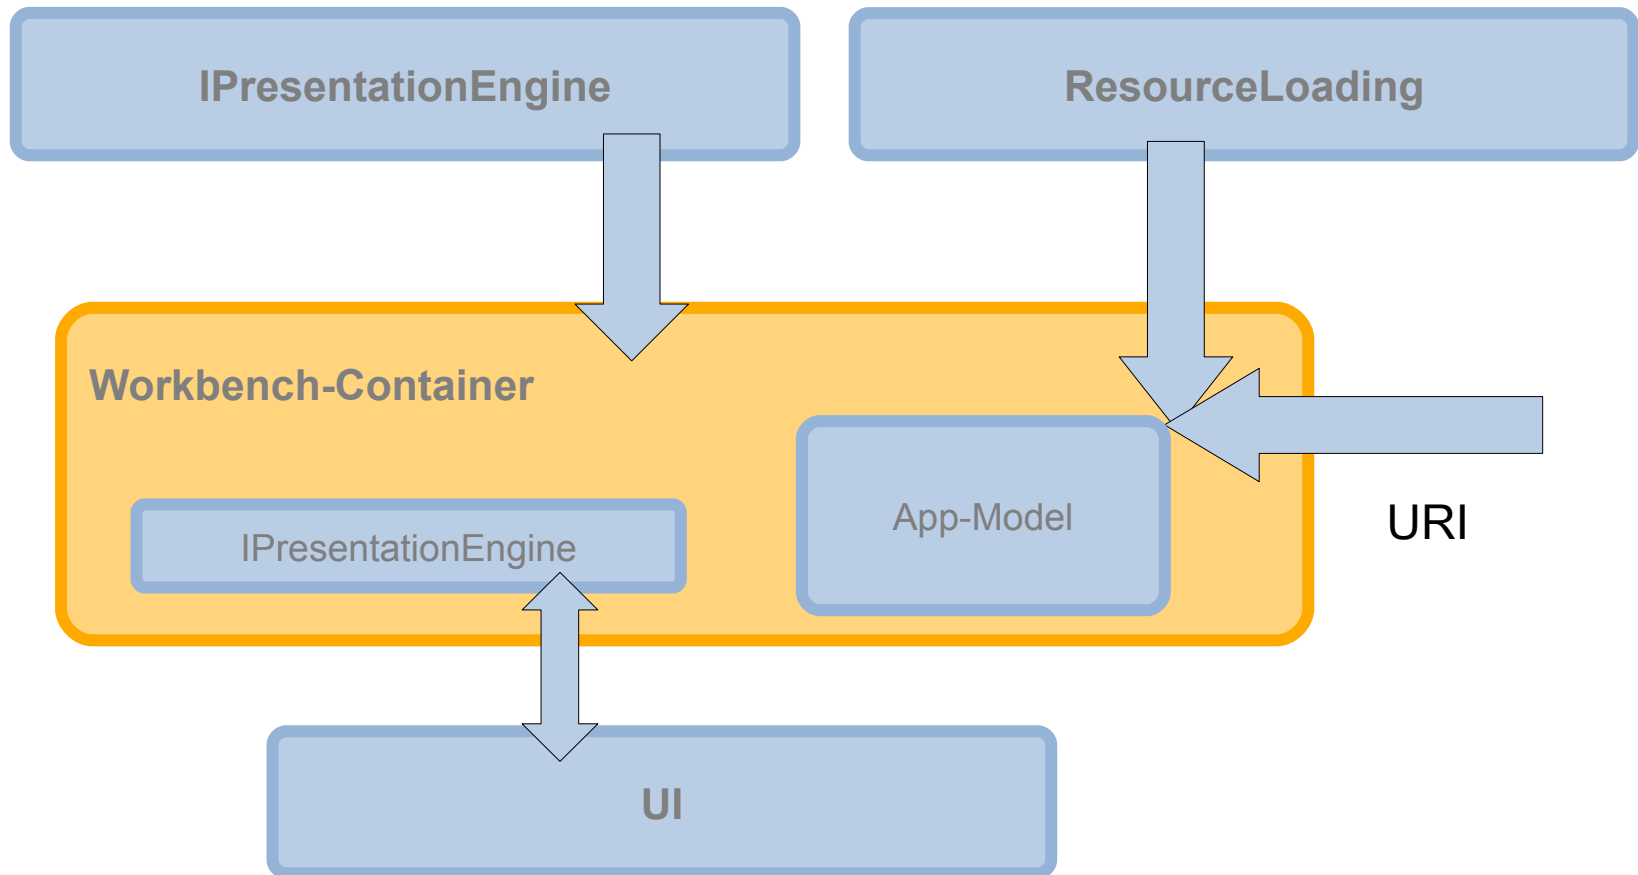 IPresentationEngine
ResourceLoading
Workbench-Container
App-Model
URI
IPresentationEngine
UI